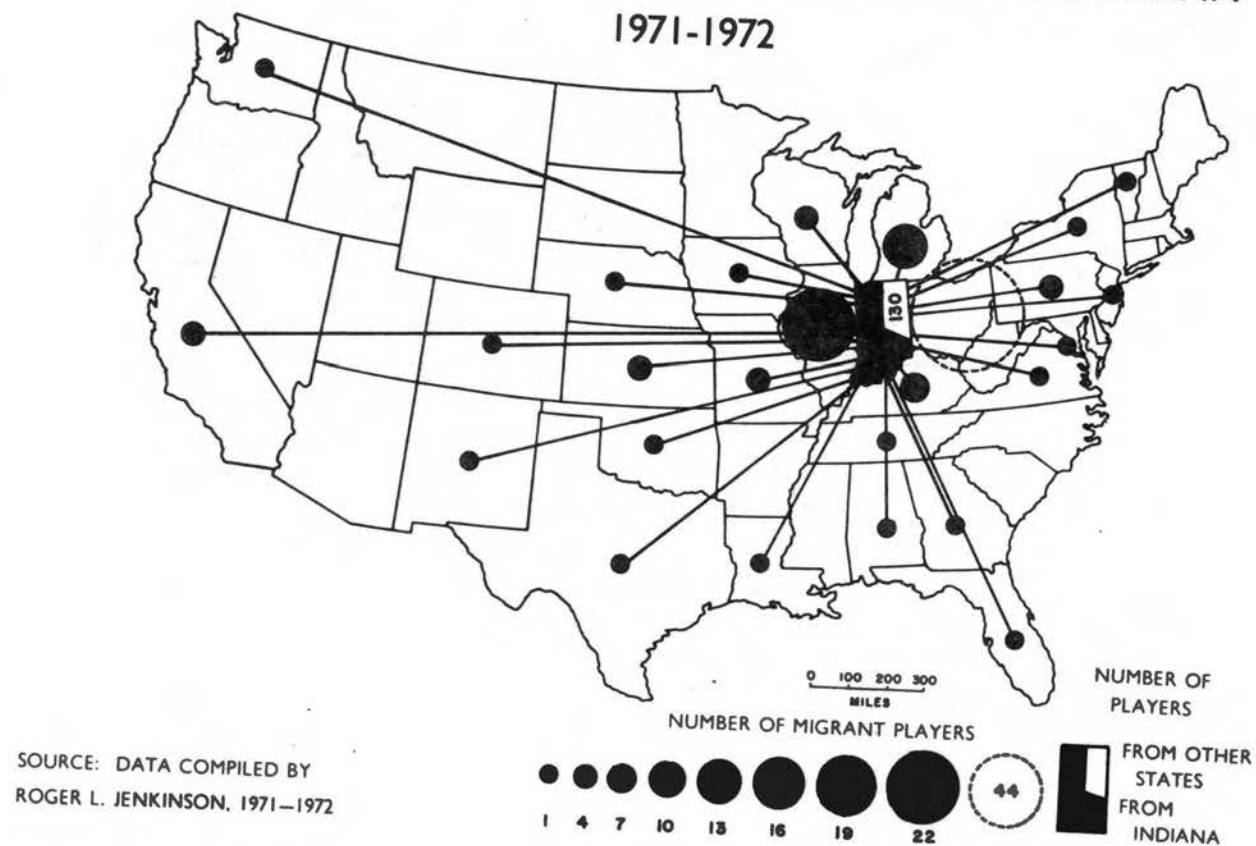 1971-1972
130
0 100 200 300
MILES
NUMBER OF MIGRANT PLAYERS
1 4 7 10 13 16 19 22
44
NUMBER OF
PLAYERS
FROM OTHER
STATES
FROM
INDIANA
SOURCE: DATA COMPILED BY
ROGER L. JENKINSON, 1971—1972